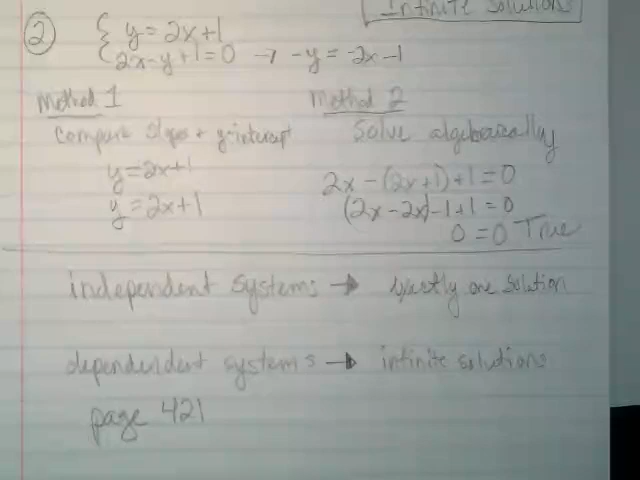 Infinite Solutions
② { y = 2x+1
2x-y+1=0 → -y = -2x-1
Method 1 Method 2
Compare slopes + y-intercept Solve algebraically
y=2x+1 2x-(2x+1)+1=0
y=2x+1 (2x-2x)-1+1=0
0=0 True
independent systems → exactly one solution
dependendent systems → infinite solutions
page 421